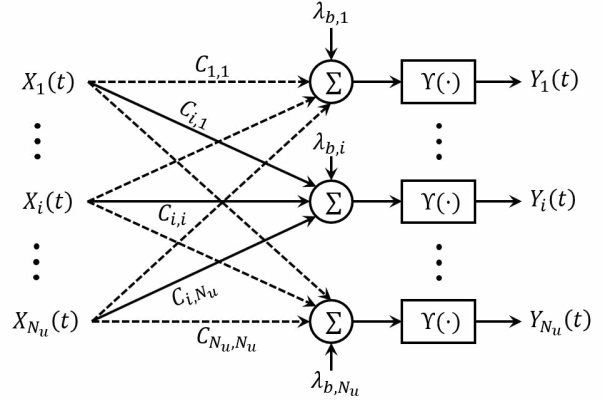 λ_{b,1}
X_1(t) C_{1,1} Σ Υ(·) Y_1(t)
C_{i,1}
λ_{b,i}
X_i(t) C_{i,i} Σ Υ(·) Y_i(t)
C_{i,N_u}
X_{N_u}(t) C_{N_u,N_u} Σ Υ(·) Y_{N_u}(t)
λ_{b,N_u}